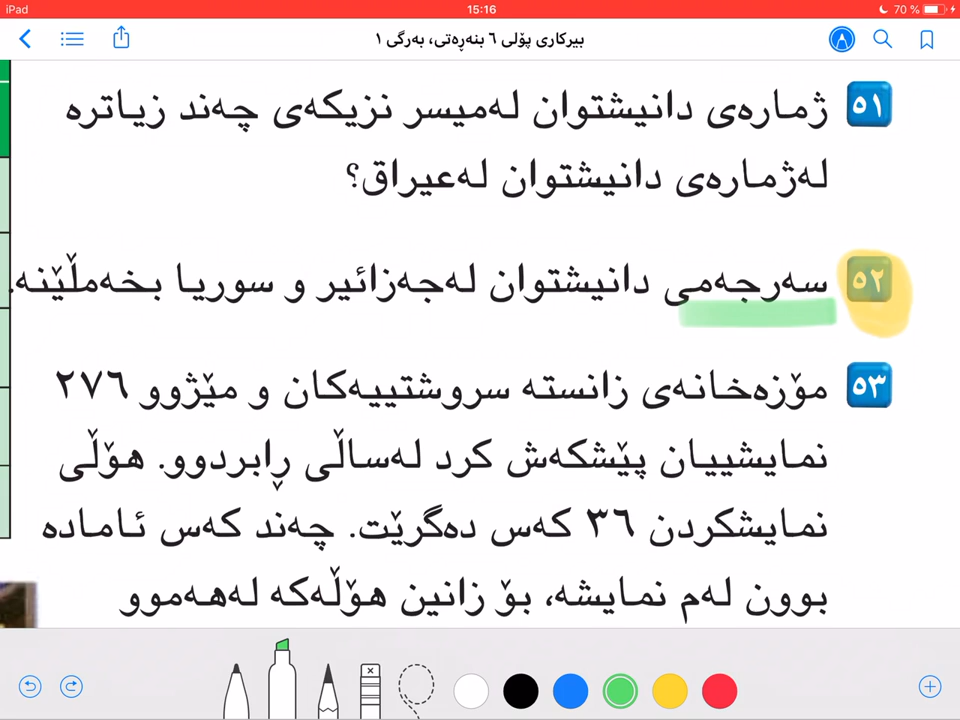 iPad
15:16
70 %
بیرکاری پۆلی ٦ بنەڕەتی، بەرگی ١
٥١ ژمارەی دانیشتوان لەمیسر نزیکەی چەند زیاترە
لەژمارەی دانیشتوان لەعیراق؟
٥٢ سەرجەمی دانیشتوان لەجەزائیر و سوریا بخەمڵێنە.
٥٣ مۆزەخانەی زانستە سروشتییەکان و مێژوو ٢٧٦
نمایشییان پێشکەش کرد لەساڵی ڕابردوو. هۆڵی
نمایشکردن ٣٦ کەس دەگرێت. چەند کەس ئامادە
بوون لەم نمایشە، بۆ زانین هۆڵەکە لەهەموو